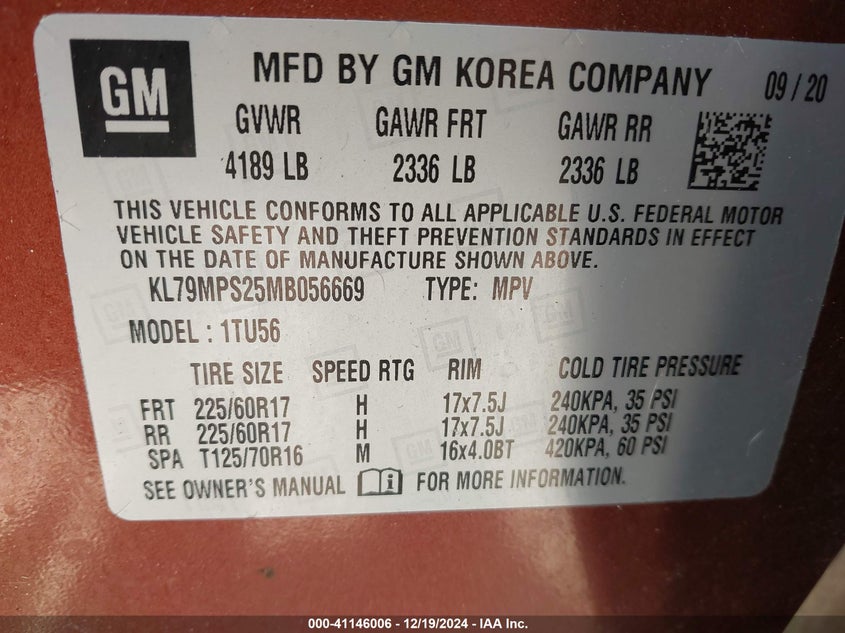 GM
MFD BY GM KOREA COMPANY 09 / 20
GVWR GAWR FRT GAWR RR
4189 LB 2336 LB 2336 LB
THIS VEHICLE CONFORMS TO ALL APPLICABLE U.S. FEDERAL MOTOR
VEHICLE SAFETY AND THEFT PREVENTION STANDARDS IN EFFECT
ON THE DATE OF MANUFACTURE SHOWN ABOVE.
KL79MPS25MB056669 TYPE: MPV
MODEL : 1TU56
TIRE SIZE SPEED RTG RIM COLD TIRE PRESSURE
FRT 225/60R17 H 17x7.5J 240KPA, 35 PSI
RR 225/60R17 H 17x7.5J 240KPA, 35 PSI
SPA T125/70R16 M 16x4.0BT 420KPA, 60 PSI
SEE OWNER'S MANUAL i FOR MORE INFORMATION.
000-41146006 - 12/19/2024 - IAA Inc.